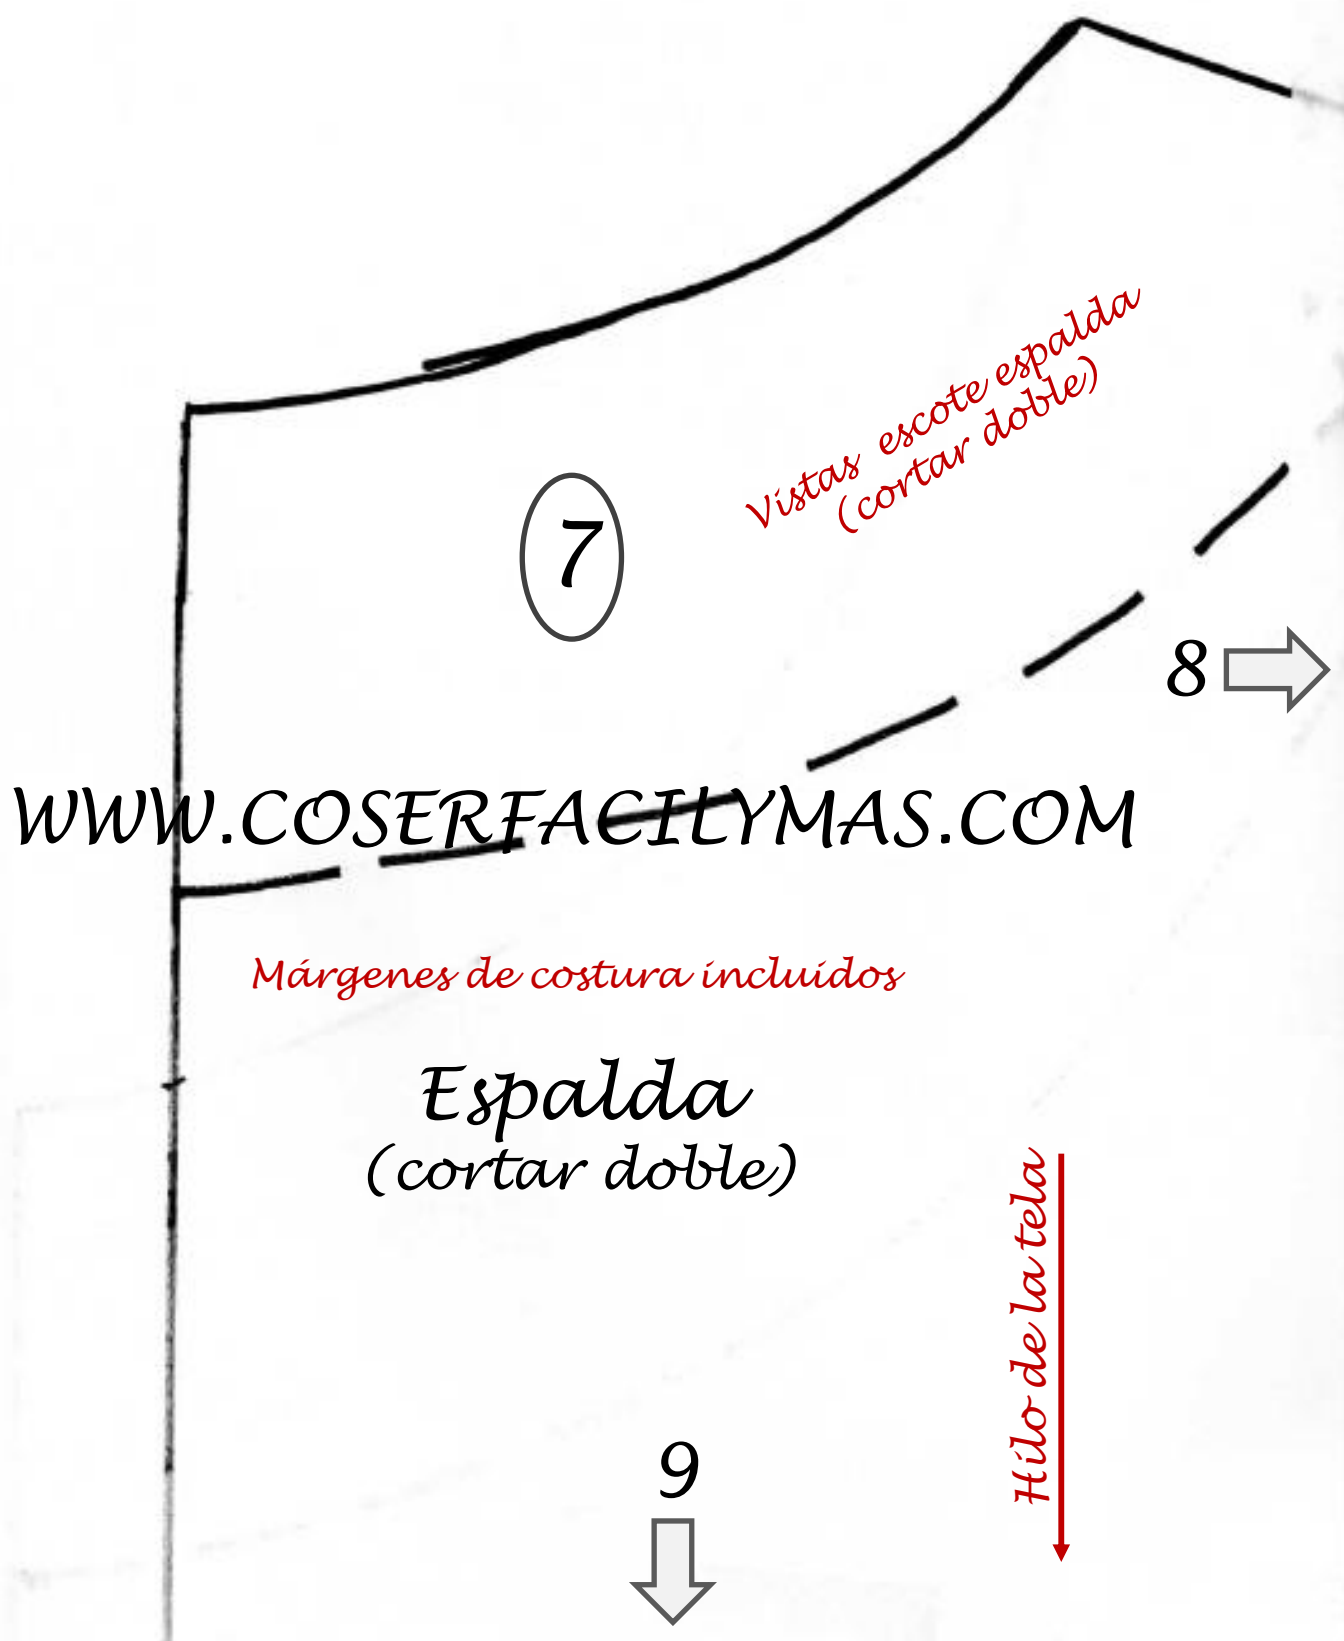 Vistas escote espalda
(cortar doble)
7
8
WWW.COSERFACILYMAS.COM
Márgenes de costura incluidos
Espalda
(cortar doble)
Hilo de la tela
9